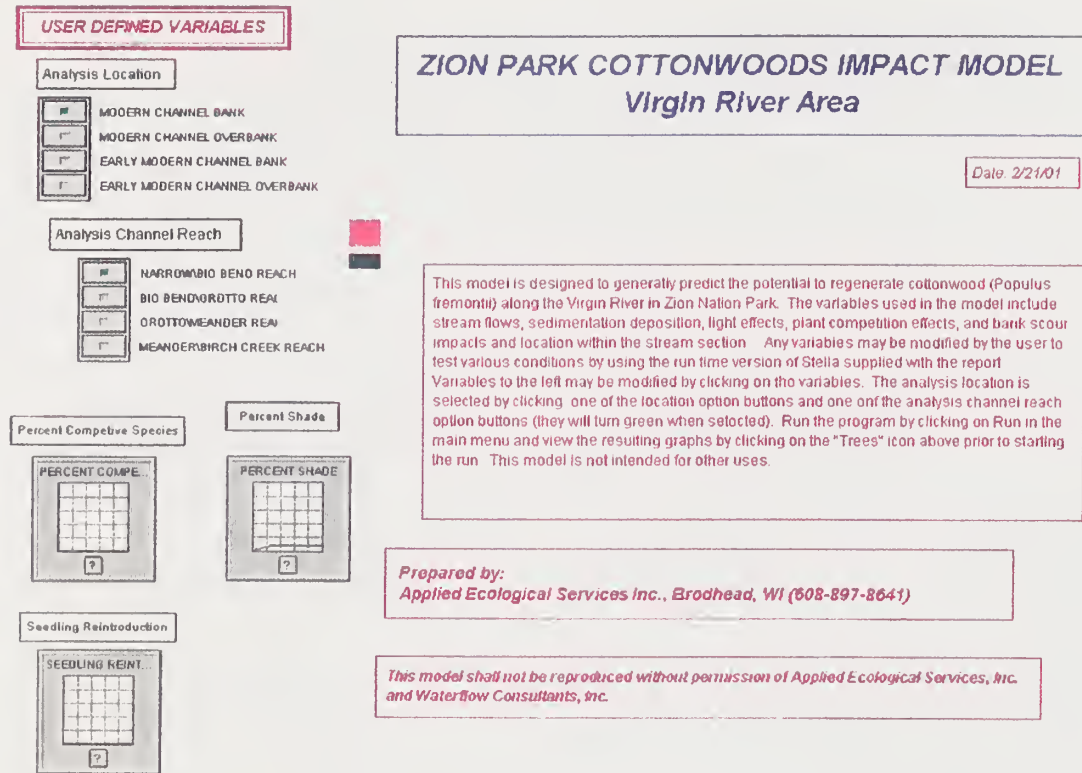 USER DEFINED VARIABLES
Analysis Location
MODERN CHANNEL BANK
MODERN CHANNEL OVERBANK
EARLY MODERN CHANNEL BANK
EARLY MODERN CHANNEL OVERBANK
Analysis Channel Reach
NARROW\BIO BEND REACH
BIO BEND\GROTTO REAI
OROTTO\MEANDER REAI
MEANDER\BIRCH CREEK REACH
Percent Competive Species
PERCENT COMPE...
?
Percent Shade
PERCENT SHADE
?
Seedling Reintroduction
SEEDLING REINT...
?
ZION PARK COTTONWOODS IMPACT MODEL
Virgin River Area
Date. 2/21/01
This model is designed to generally predict the potential to regenerate cottonwood (Populus
fremontii) along the Virgin River in Zion Nation Park. The variables used in the model include
stream flows, sedimentation deposition, light effects, plant competition effects, and bank scour
impacts and location within the stream section Any variables may be modified by the user to
test various conditions by using the run time version of Stella supplied with the report
Variables to the left may be modified by clicking on the variables. The analysis location is
selected by clicking one of the location option buttons and one onf the analysis channel reach
option buttons (they will turn green when selected). Run the program by clicking on Run in the
main menu and view the resulting graphs by clicking on the "Trees" icon above prior to starting
the run This model is not intended for other uses.
Prepared by:
Applied Ecological Services Inc., Brodhead, WI (608-897-8641)
This model shall not be reproduced without permission of Applied Ecological Services, Inc.
and Waterflow Consultants, Inc.